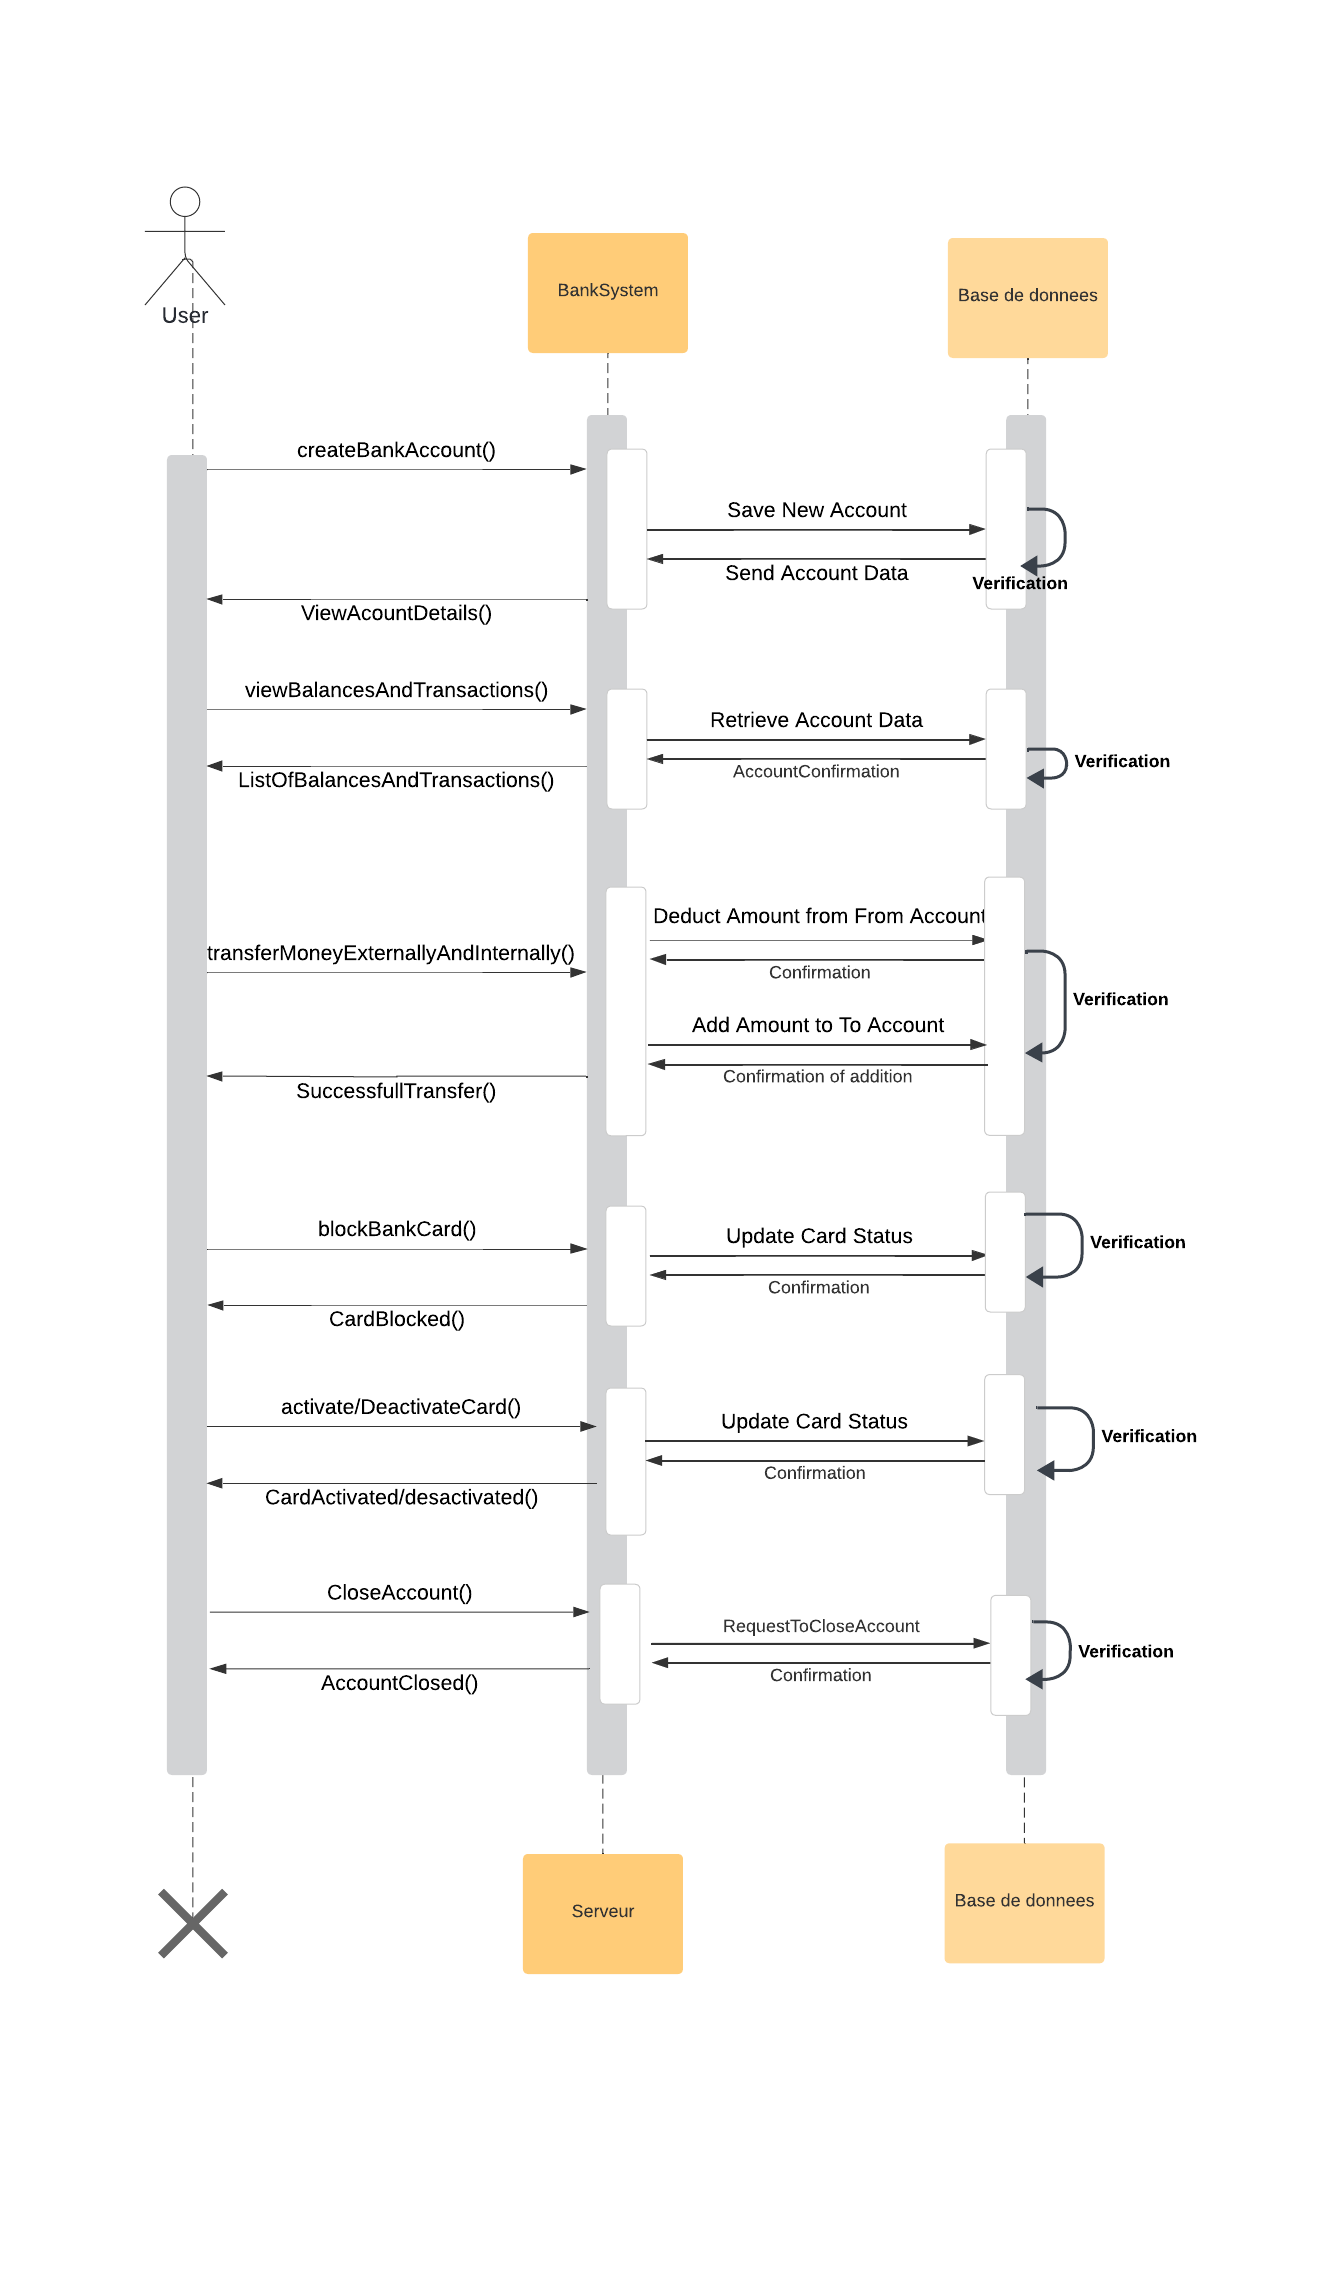 User
BankSystem
Base de donnees
createBankAccount()
Save New Account
Send Account Data
Verification
ViewAcountDetails()
viewBalancesAndTransactions()
Retrieve Account Data
Verification
AccountConfirmation
ListOfBalancesAndTransactions()
Deduct Amount from From Account
transferMoneyExternallyAndInternally()
Confirmation
Verification
Add Amount to To Account
Confirmation of addition
SuccessfullTransfer()
blockBankCard()
Update Card Status
Verification
Confirmation
CardBlocked()
activate/DeactivateCard()
Update Card Status
Verification
Confirmation
CardActivated/desactivated()
CloseAccount()
RequestToCloseAccount
Verification
Confirmation
AccountClosed()
Serveur
Base de donnees